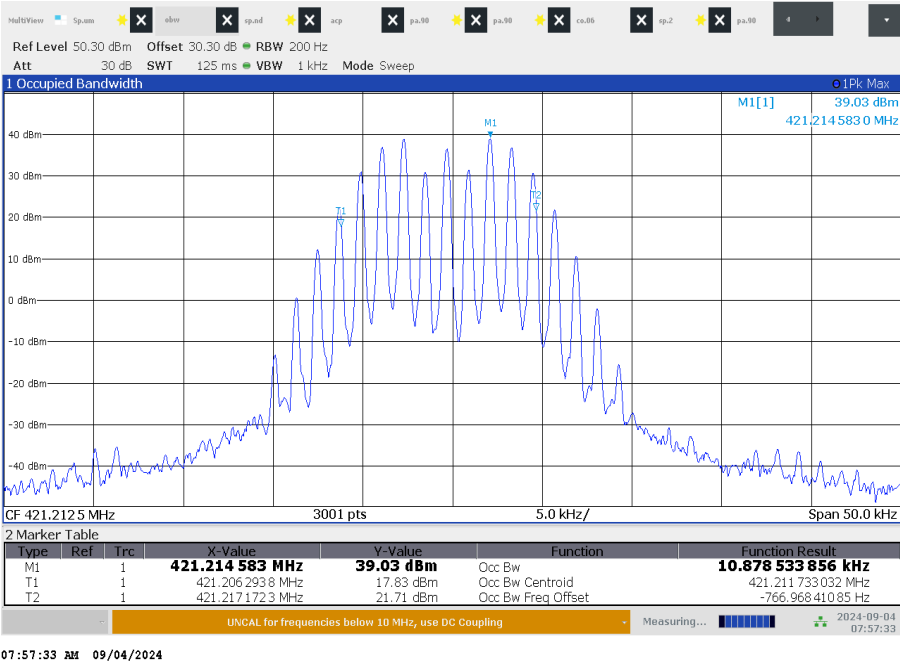 MultiView Sp.um obw sp.nd acp pa.90 pa.90 co.06 sp.2 pa.90
Ref Level 50.30 dBm Offset 30.30 dB RBW 200 Hz
Att 30 dB SWT 125 ms VBW 1 kHz Mode Sweep
1 Occupied Bandwidth 1Pk Max
M1[1] 39.03 dBm
421.214 583 0 MHz
M1
40 dBm
30 dBm
T2
T1
20 dBm
10 dBm
0 dBm
-10 dBm
-20 dBm
-30 dBm
-40 dBm
CF 421.212 5 MHz 3001 pts 5.0 kHz/ Span 50.0 kHz
2 Marker Table
Type Ref Trc X-Value Y-Value Function Function Result
M1 1 421.214 583 MHz 39.03 dBm Occ Bw 10.878 533 856 kHz
T1 1 421.206 293 8 MHz 17.83 dBm Occ Bw Centroid 421.211 733 032 MHz
T2 1 421.217 172 3 MHz 21.71 dBm Occ Bw Freq Offset -766.968 410 85 Hz
UNCAL for frequencies below 10 MHz, use DC Coupling Measuring... 2024-09-04
07:57:33
07:57:33 AM 09/04/2024